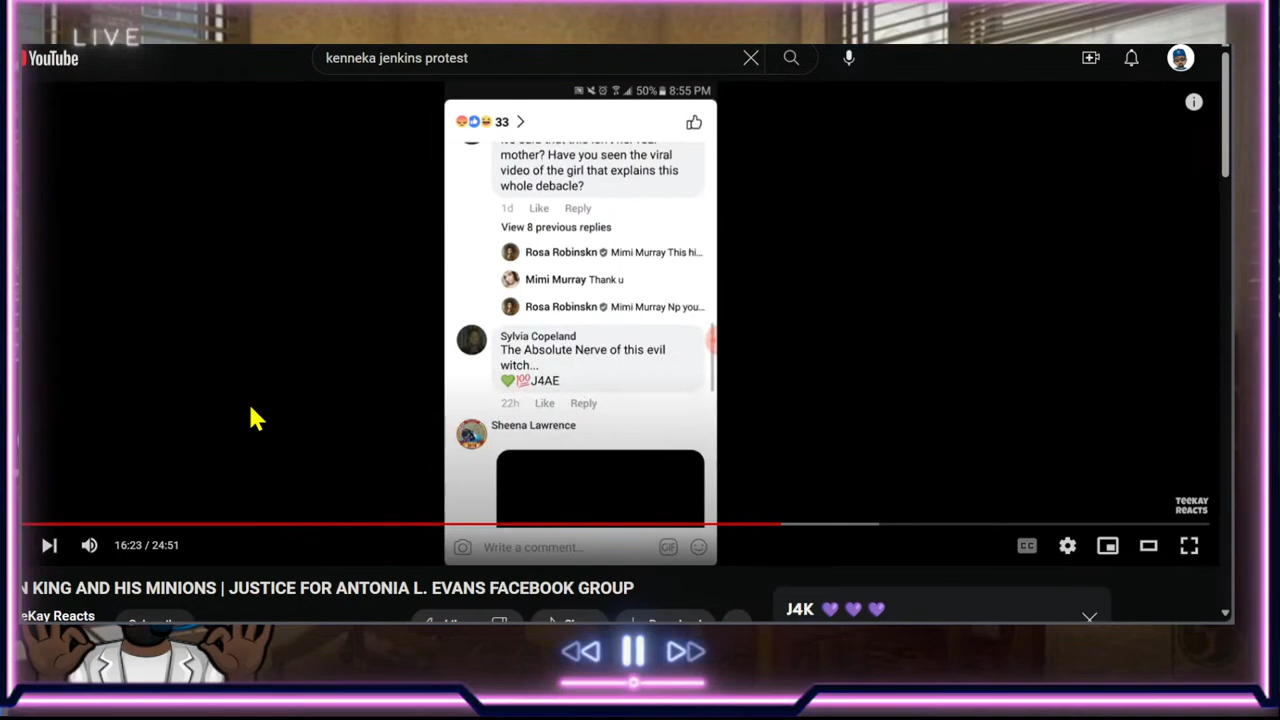 LIVE
YouTube
kenneka jenkins protest
50% 8:55 PM
33
mother? Have you seen the viral
video of the girl that explains this
whole debacle?
1d Like Reply
View 8 previous replies
Rosa Robinskn Mimi Murray This hi...
Mimi Murray Thank u
Rosa Robinskn Mimi Murray Np you...
Sylvia Copeland
The Absolute Nerve of this evil
witch...
💚💯J4AE
22h Like Reply
Sheena Lawrence
TEEKAY
REACTS
Write a comment...
GIF
16:23 / 24:51
CC
N KING AND HIS MINIONS | JUSTICE FOR ANTONIA L. EVANS FACEBOOK GROUP
eeKay Reacts
J4K 💜 💜 💜